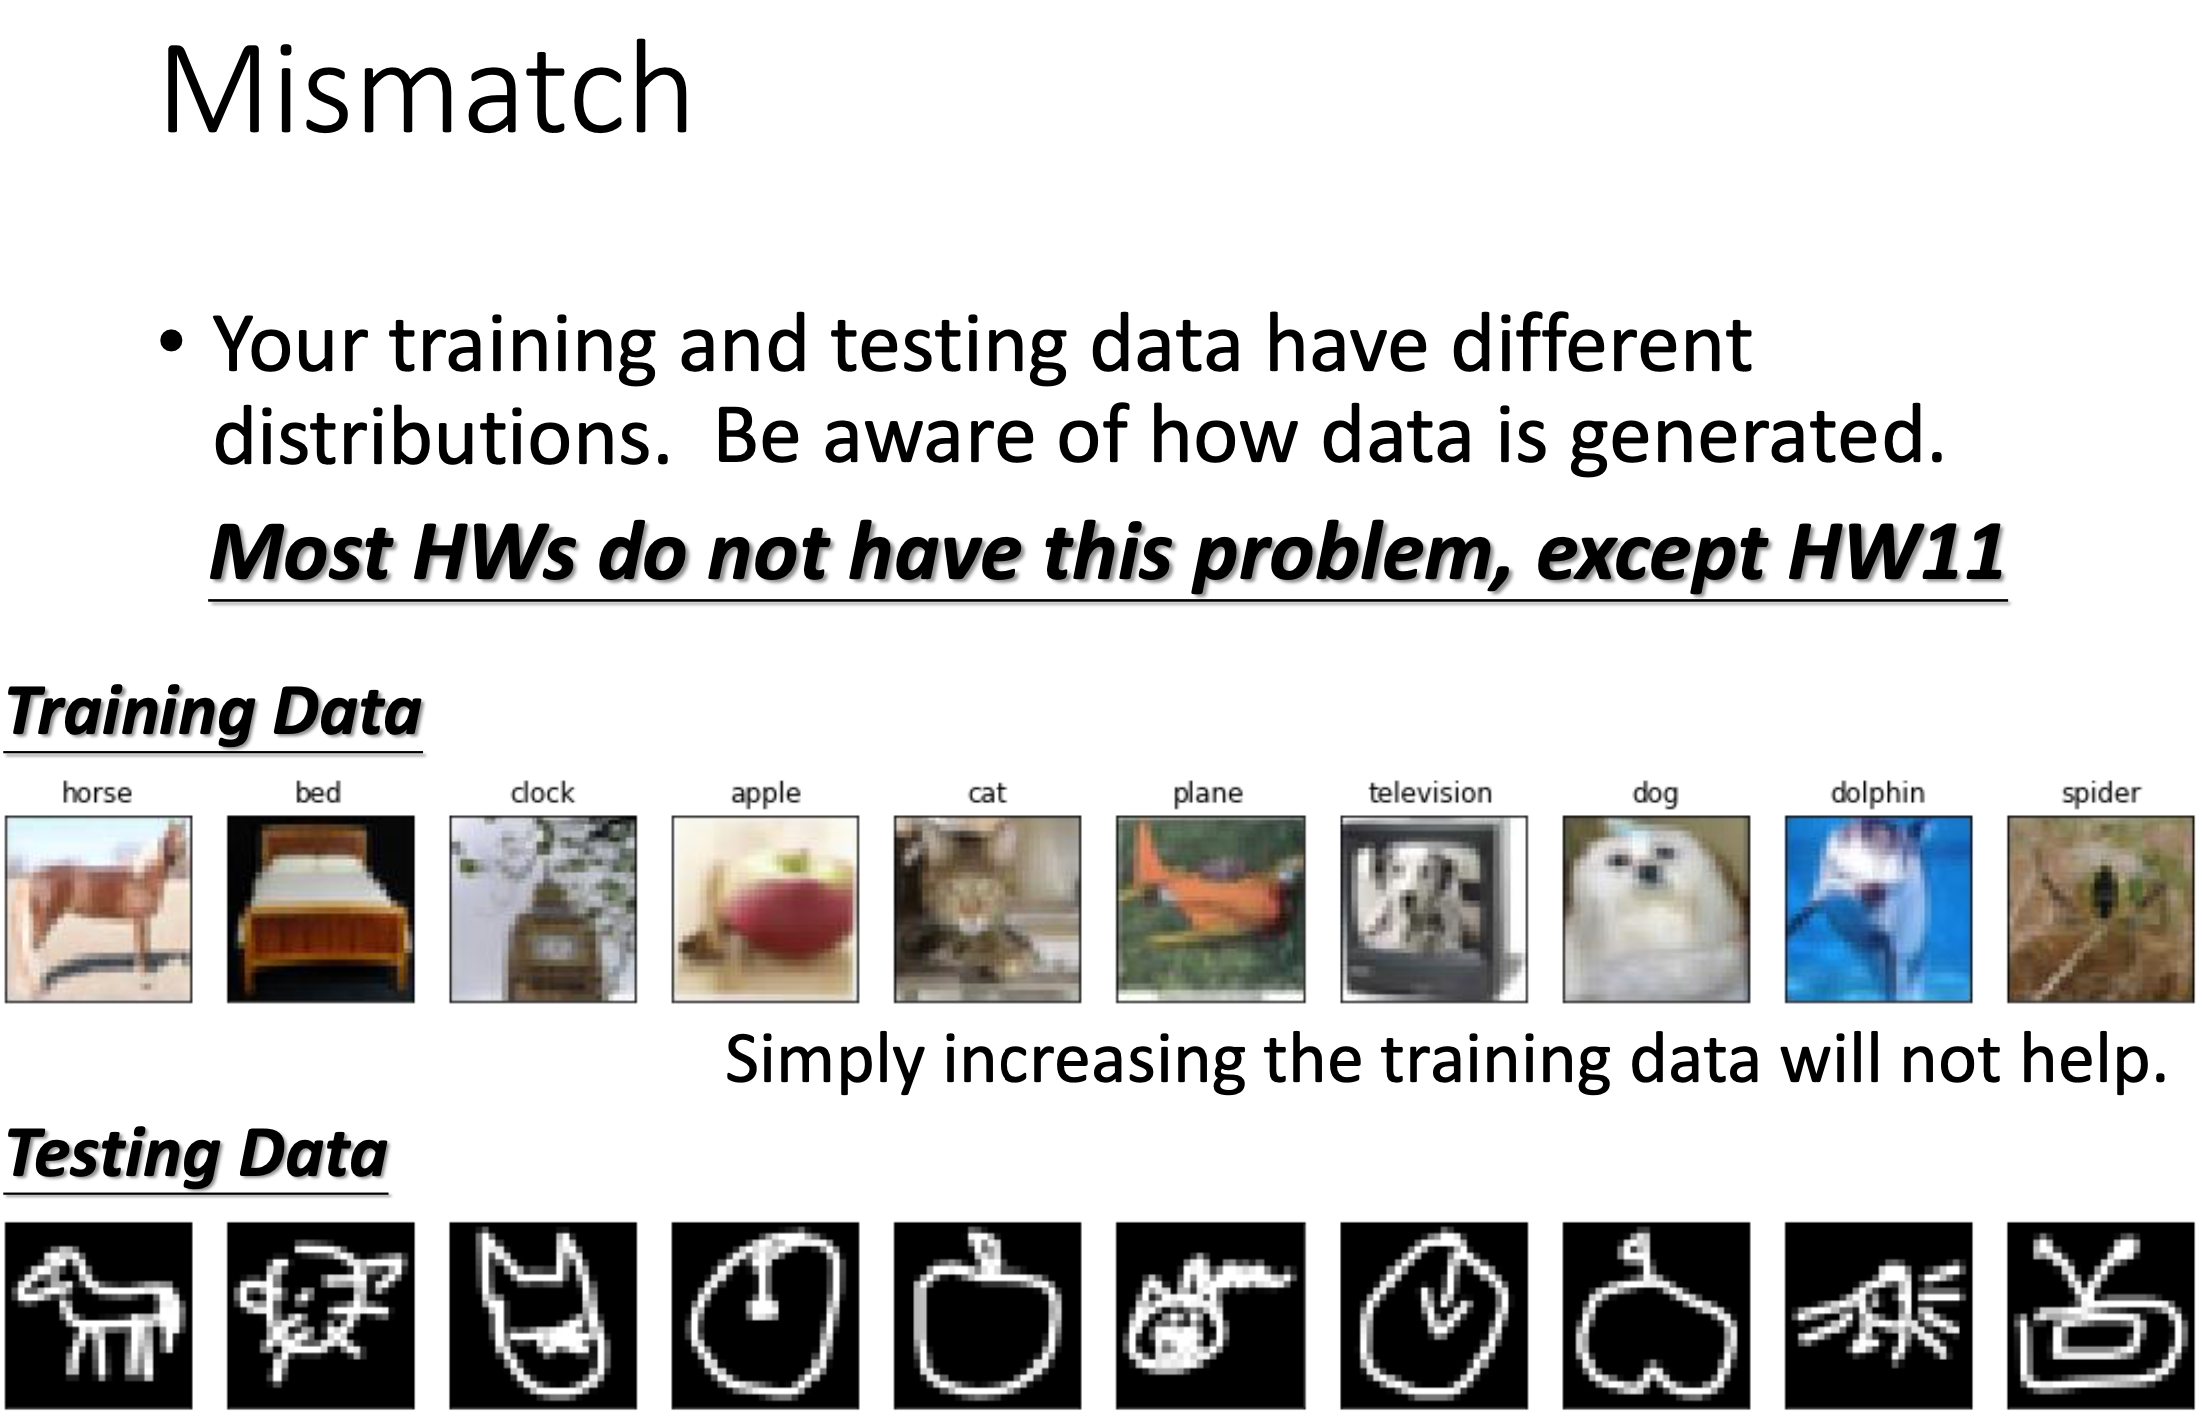 Mismatch
• Your training and testing data have different
distributions.  Be aware of how data is generated.
Most HWs do not have this problem, except HW11
Training Data
horse bed clock apple cat plane television dog dolphin spider
Simply increasing the training data will not help.
Testing Data